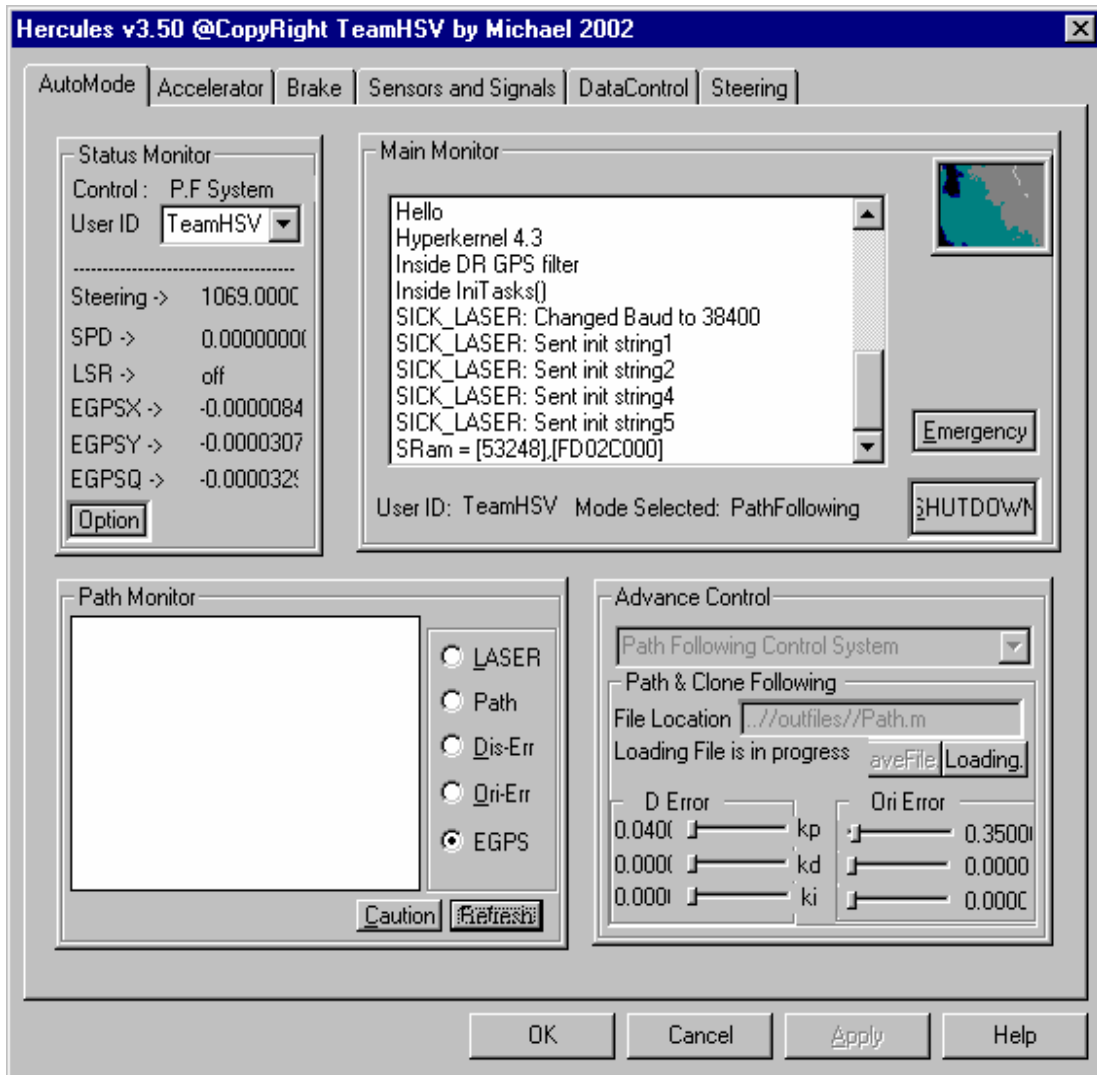 Hercules v3.50 @CopyRight TeamHSV by Michael 2002
AutoMode Accelerator Brake Sensors and Signals DataControl Steering
Status Monitor
Control : P.F System
User ID TeamHSV
------------------------------------
Steering -> 1069.000
SPD -> 0.0000000
LSR -> off
EGPSX -> -0.0000084
EGPSY -> -0.0000307
EGPSQ -> -0.000032
Option
Main Monitor
Hello
Hyperkernel 4.3
Inside DR GPS filter
Inside IniTasks()
SICK_LASER: Changed Baud to 38400
SICK_LASER: Sent init string1
SICK_LASER: Sent init string2
SICK_LASER: Sent init string4
SICK_LASER: Sent init string5
SRam = [53248],[FD02C000]
Emergency
User ID: TeamHSV Mode Selected: PathFollowing
SHUTDOWN
Path Monitor
LASER
Path
Dis-Err
Ori-Err
EGPS
Caution Refresh
Advance Control
Path Following Control System
Path & Clone Following
File Location ..//outfiles//Path.m
Loading File is in progress aveFile Loading.
D Error Ori Error
0.040 kp 0.3500
0.000 kd 0.0000
0.000 ki 0.000
OK Cancel Apply Help